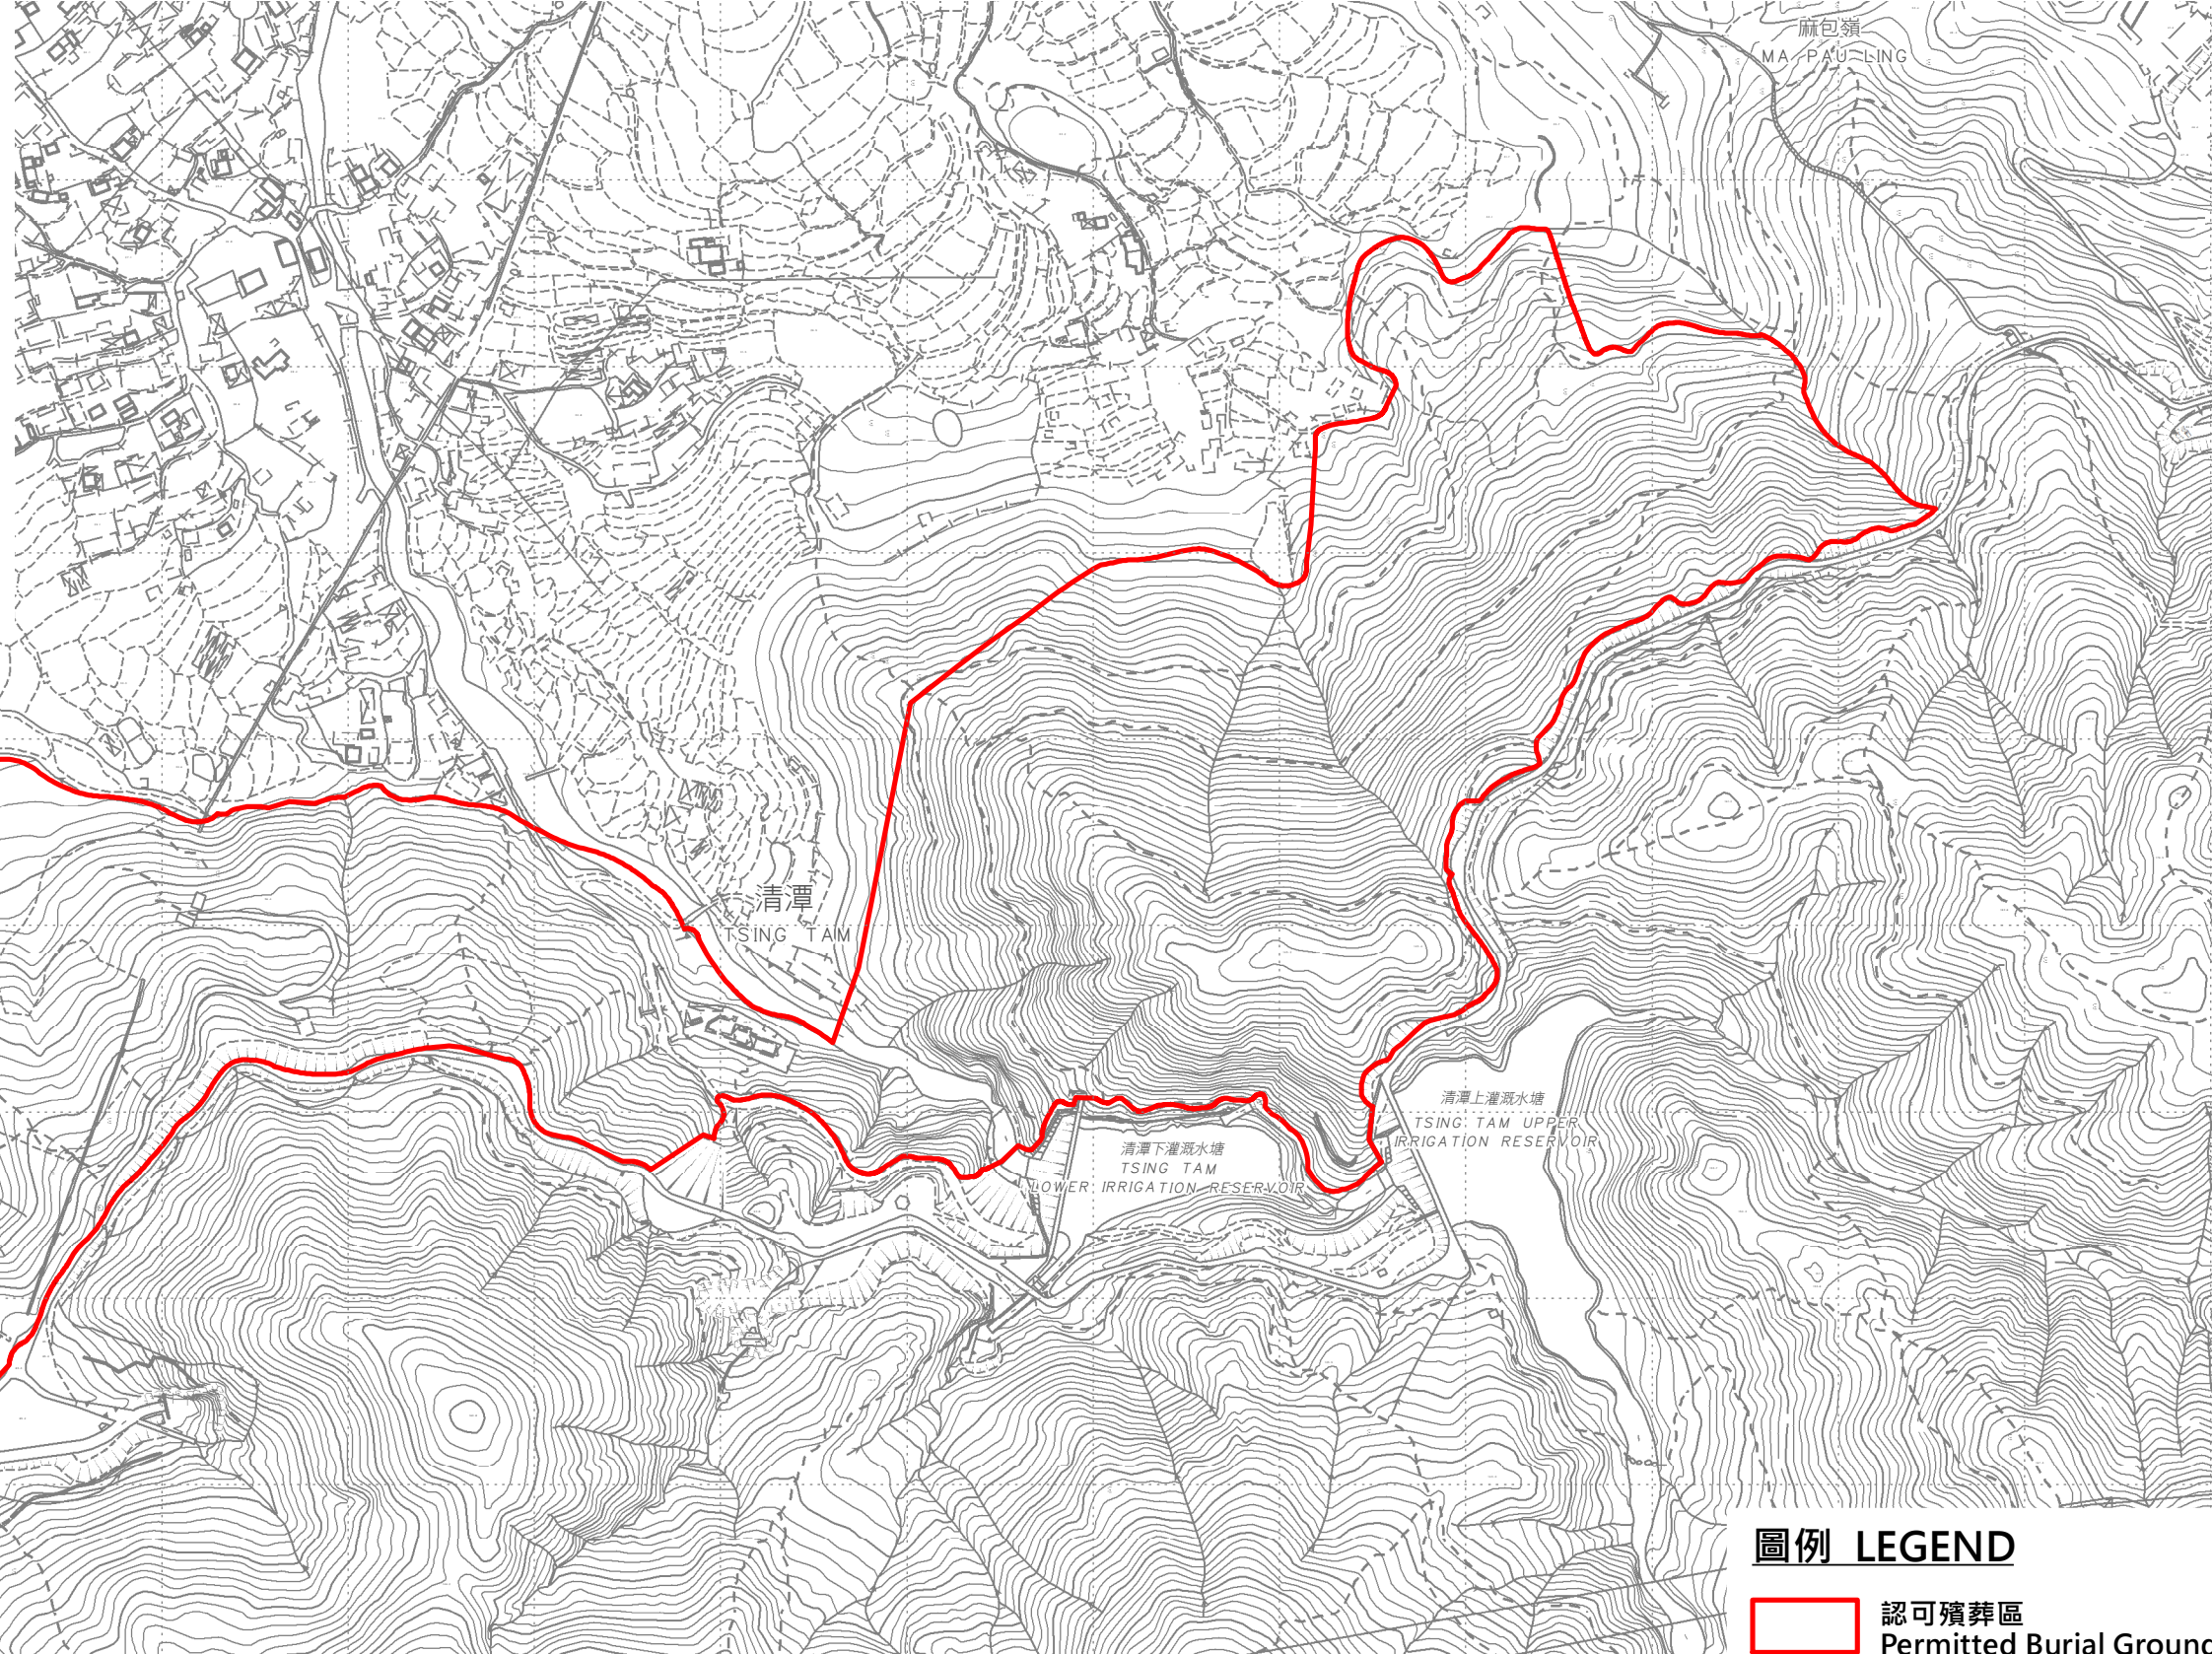 麻包嶺
MA PAU LING
清潭
TSING TAM
清潭上灌溉水塘
TSING TAM UPPER
IRRIGATION RESERVOIR
清潭下灌溉水塘
TSING TAM
LOWER IRRIGATION RESERVOIR
圖例 LEGEND
認可殯葬區
Permitted Burial Ground